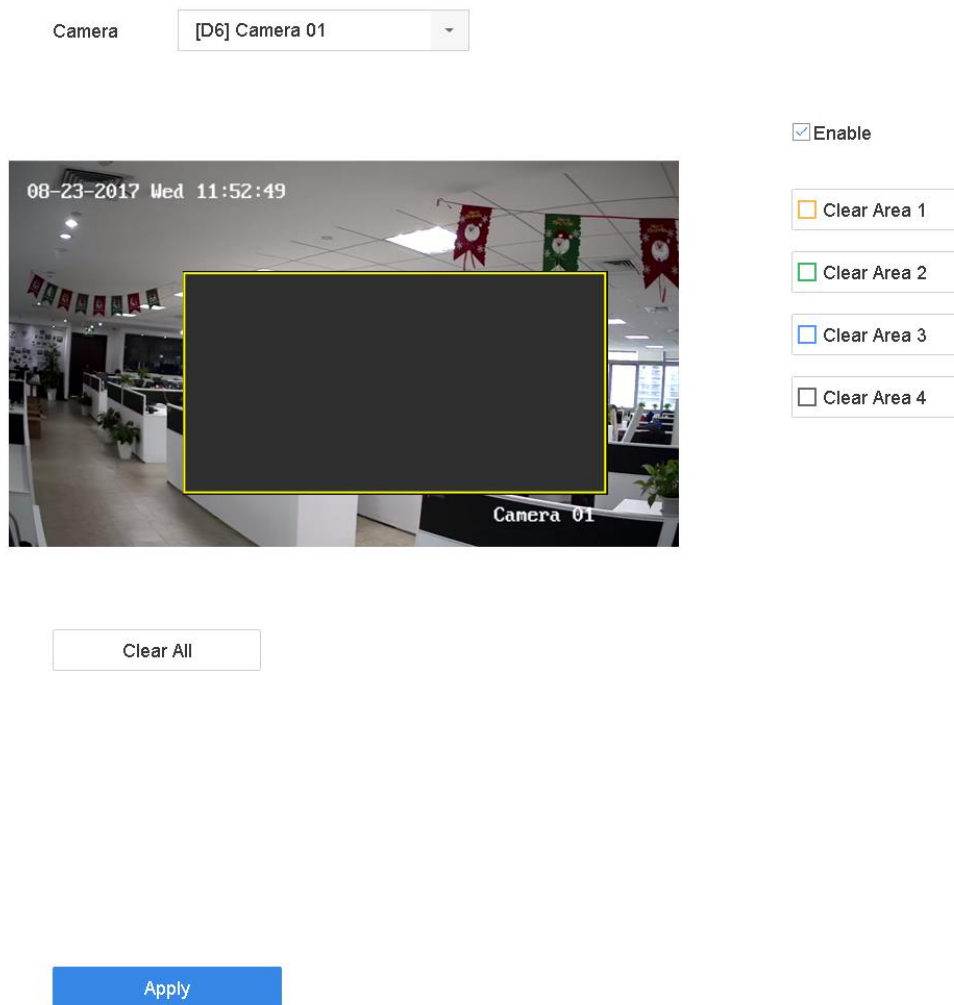 Camera
[D6] Camera 01
Enable
08-23-2017 Wed 11:52:49
Clear Area 1
Clear Area 2
Clear Area 3
Clear Area 4
Camera 01
Clear All
Apply